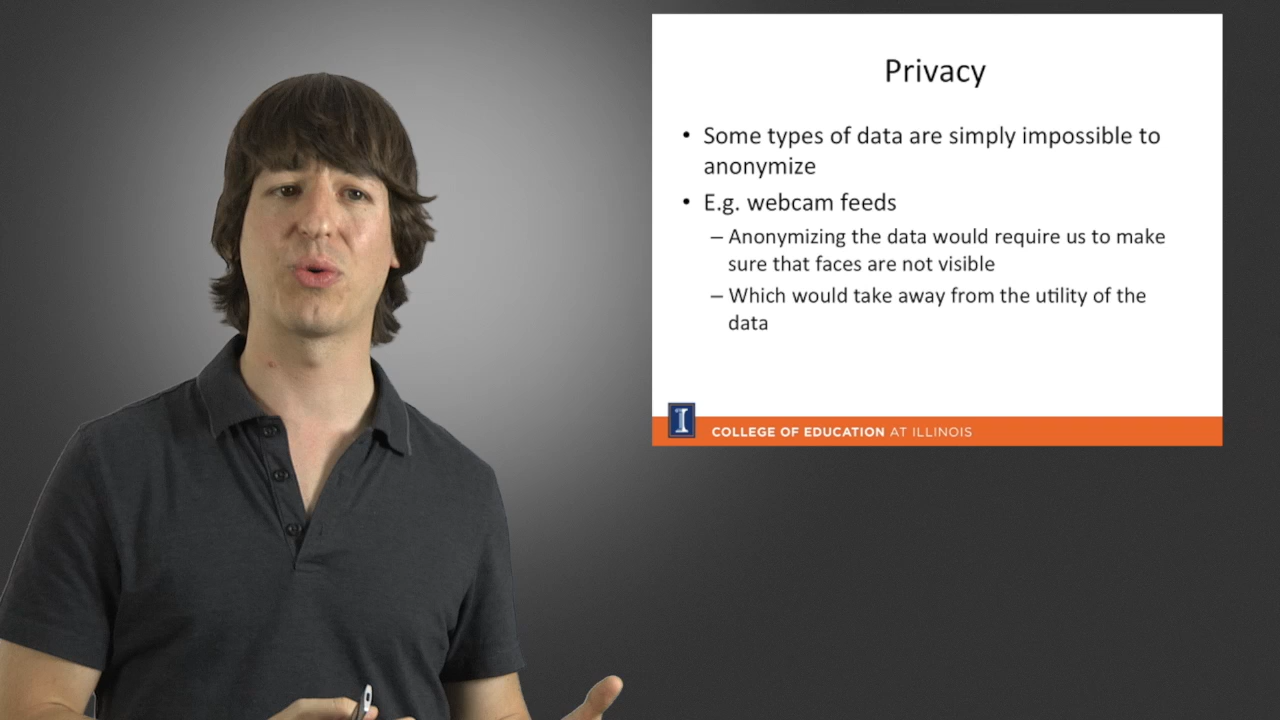 Privacy
• Some types of data are simply impossible to
anonymize
• E.g. webcam feeds
– Anonymizing the data would require us to make
sure that faces are not visible
– Which would take away from the utility of the
data
I
COLLEGE OF EDUCATION AT ILLINOIS